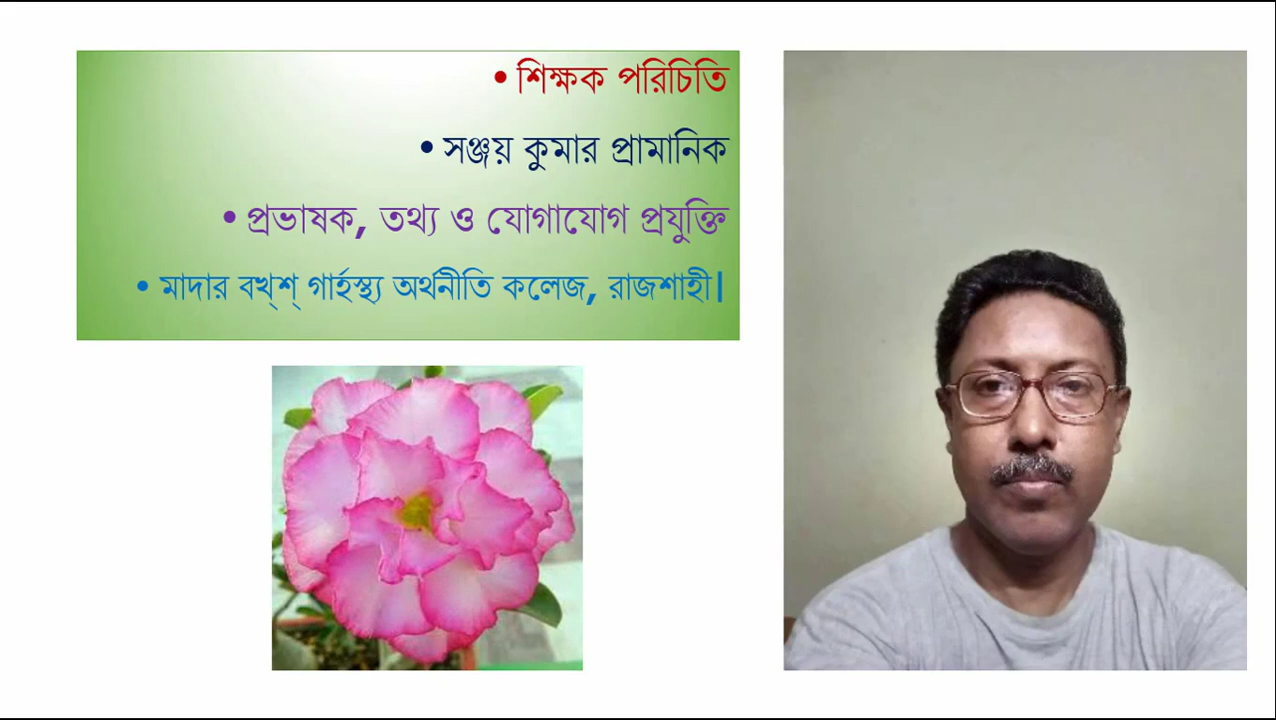 • শিক্ষক পরিচিতি
• সঞ্জয় কুমার প্রামানিক
• প্রভাষক, তথ্য ও যোগাযোগ প্রযুক্তি
• মাদার বখ্শ্ গার্হস্থ্য অর্থনীতি কলেজ, রাজশাহী।